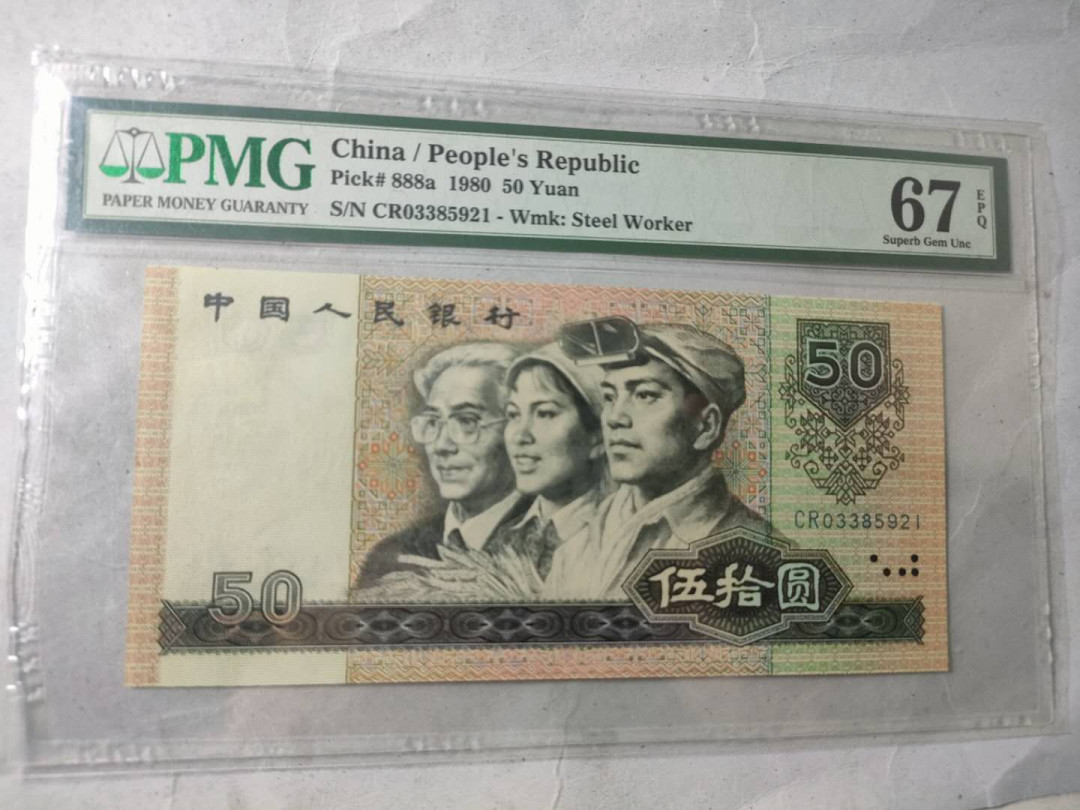 PMG
PAPER MONEY GUARANTY
China / People's Republic
Pick# 888a 1980 50 Yuan
S/N CR03385921 - Wmk: Steel Worker
67
EPQ
Superb Gem Unc
中国人民银行
50
CR03385921
50
伍拾圆